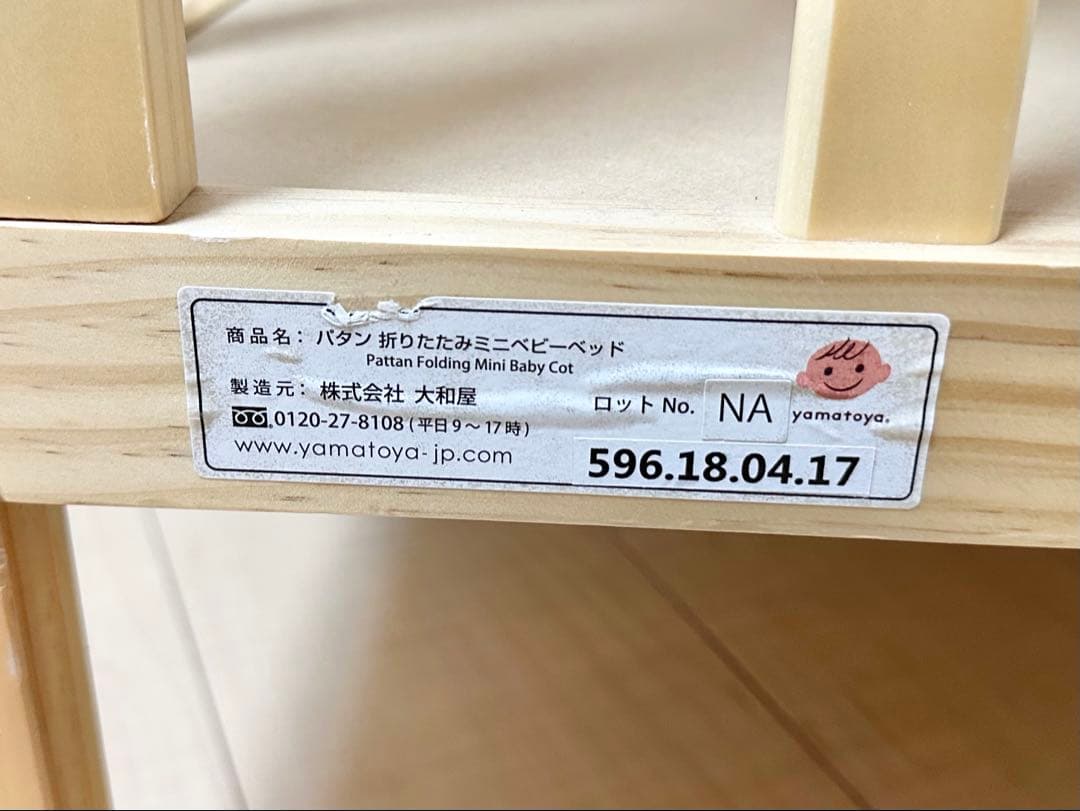 商品名：パタン 折りたたみミニベビーベッド
Pattan Folding Mini Baby Cot
製造元：株式会社 大和屋
0120-27-8108 (平日9～17時)
www.yamatoya-jp.com
ロット No. NA
yamatoya®
596.18.04.17